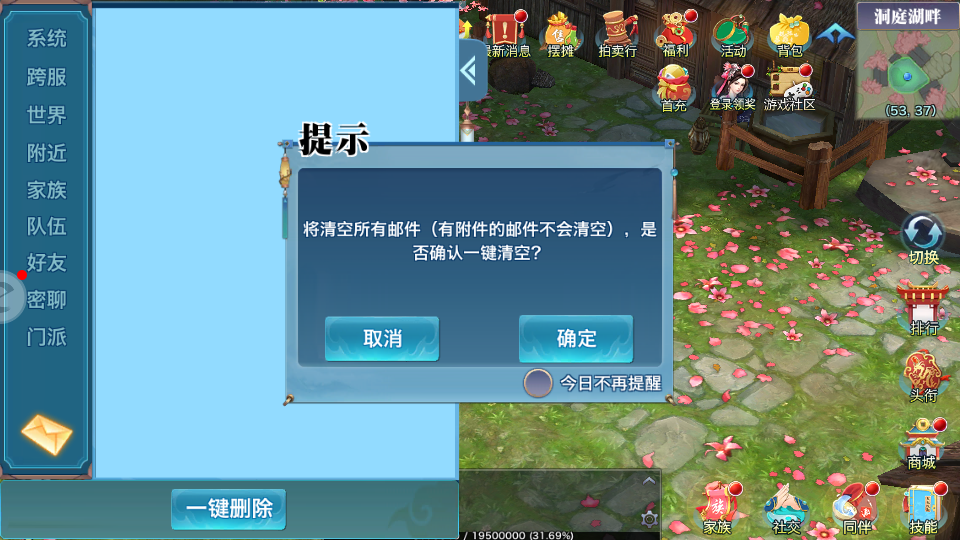 系统
跨服
世界
附近
家族
队伍
好友
密聊
门派
一键删除
最新消息
摆摊
售
拍卖行
福利
活动
背包
首充
登录领奖
游戏社区
洞庭湖畔
(53, 37)
提示
将清空所有邮件（有附件的邮件不会清空），是
否确认一键清空？
取消
确定
今日不再提醒
切换
排行
头衔
商城
族
家族
社交
同伴
技能
/ 19500000 (31.69%)